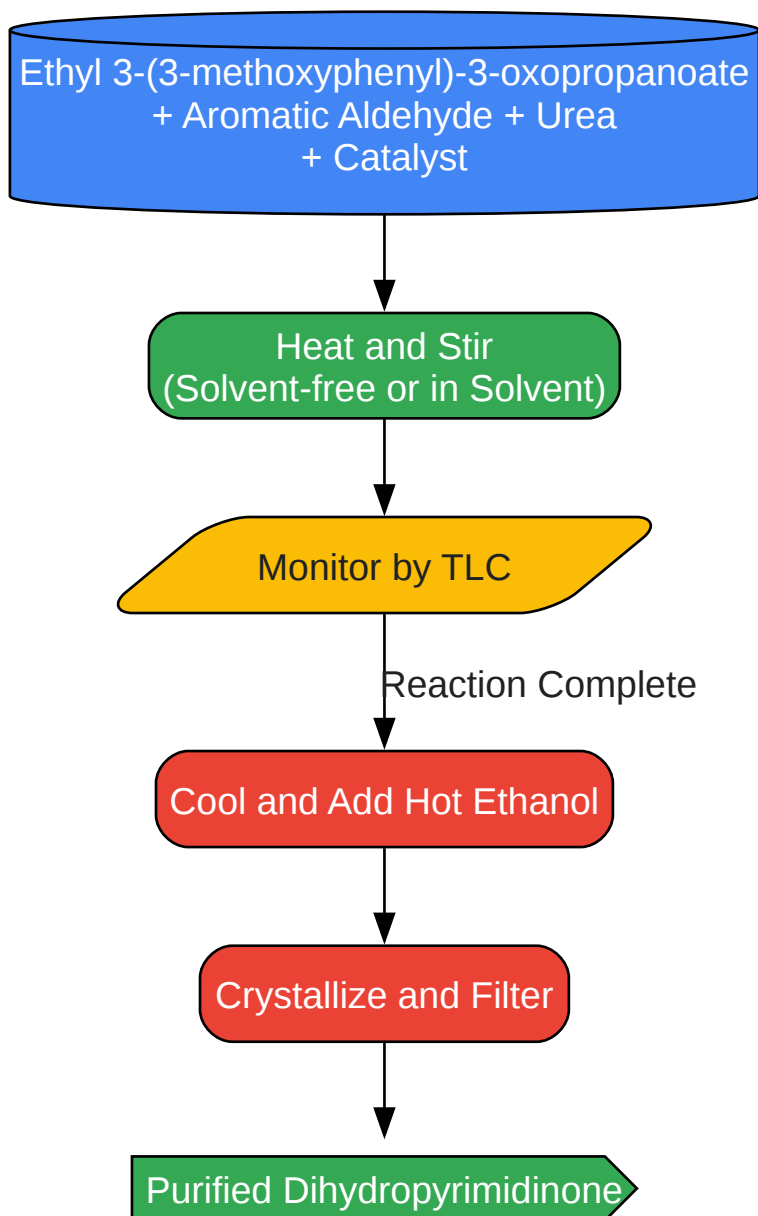 Ethyl 3-(3-methoxyphenyl)-3-oxopropanoate
+ Aromatic Aldehyde + Urea
+ Catalyst
Heat and Stir
(Solvent-free or in Solvent)
Monitor by TLC
Reaction Complete
Cool and Add Hot Ethanol
Crystallize and Filter
Purified Dihydropyrimidinone